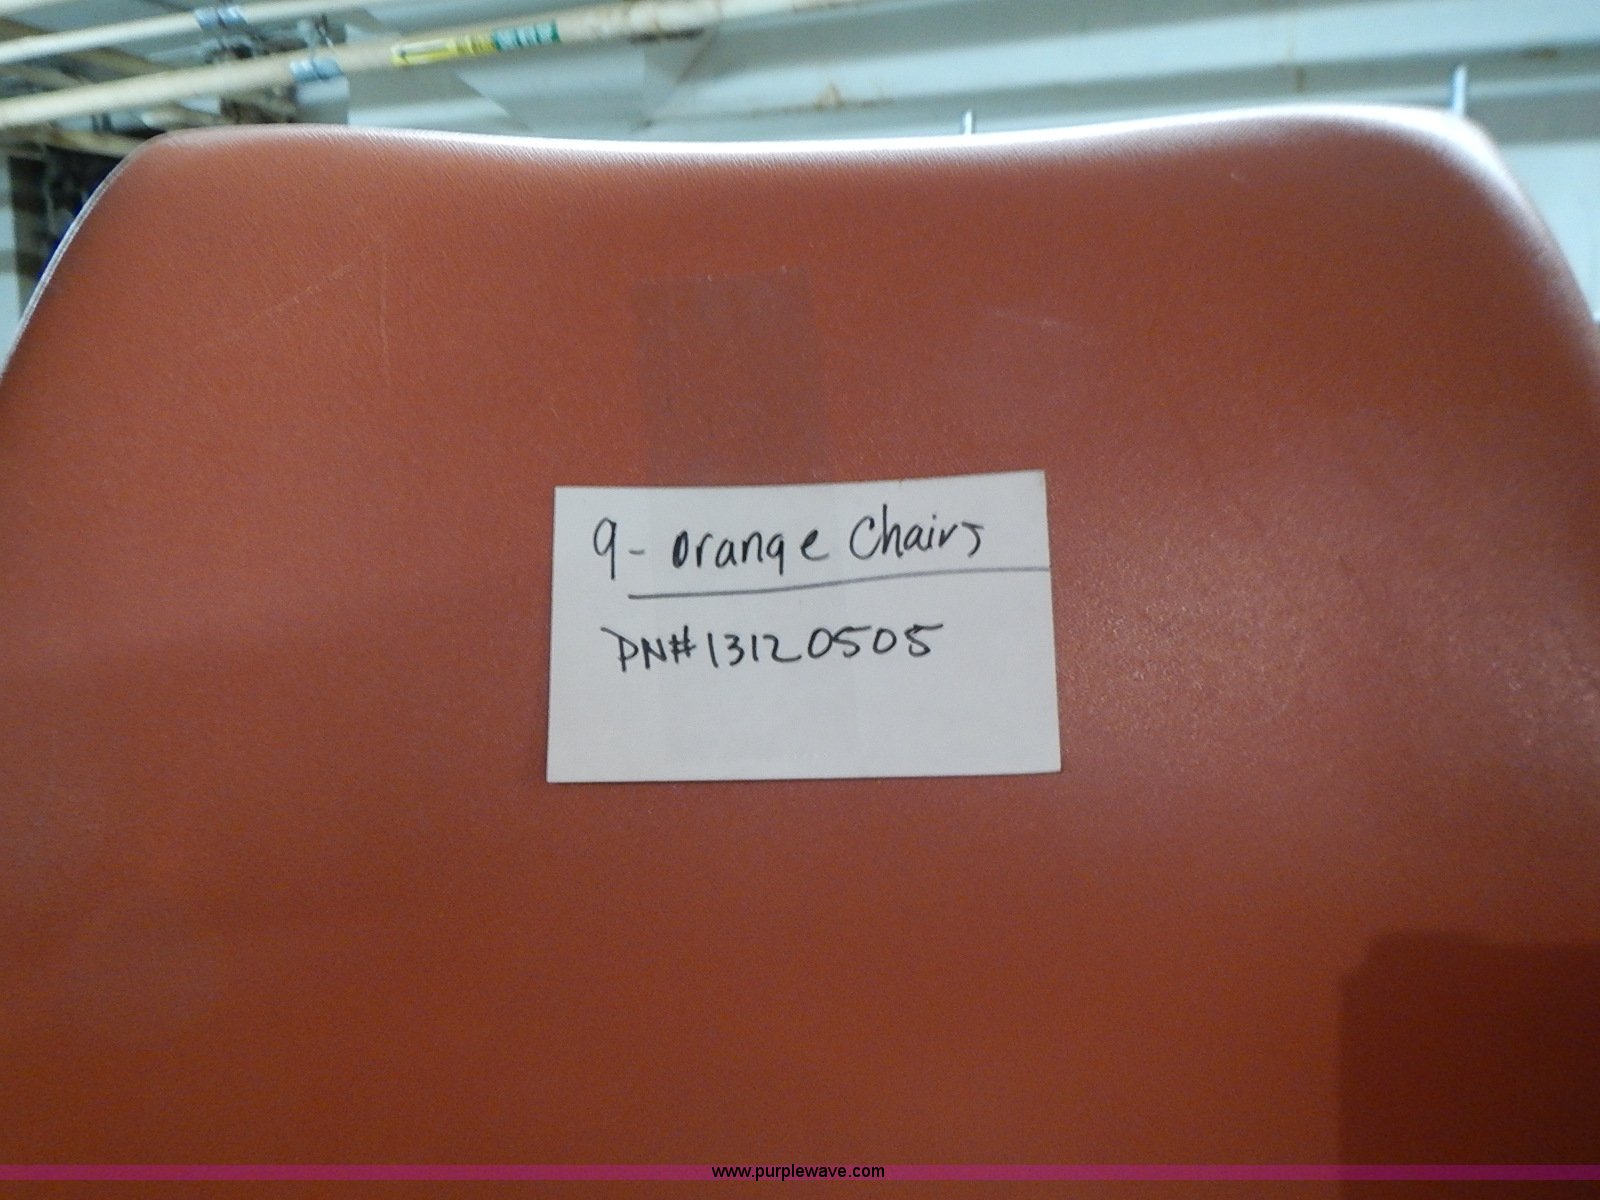 9- orange Chairs
PN#13120505
www.purplewave.com